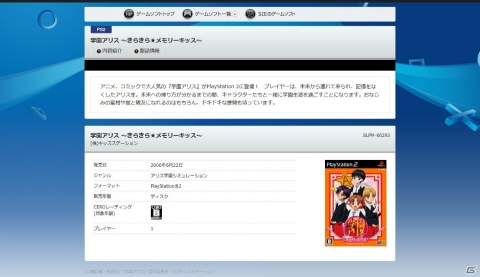 ゲームソフトトップ ゲームソフト一覧 SIEのゲームソフト
PS2
学園アリス ～きらきら★メモリーキッス～
内容紹介 製品情報
アニメ、コミックで大人気の『学園アリス』がPlayStation 2に登場！ プレイヤーは、未来から連れて来られ、記憶をな
くしたアリス生。未来への帰り方が分かるまでの間、キャラクターたちと一緒に学園生活を過ごすことになります。おなじ
みの蜜柑や蛍と親友になれるのはもちろん、ドキドキな展開も待っています。
学園アリス ～きらきら★メモリーキッス～
(株)キッズステーション
SLPM-66293
発売日 2006年6月22日
ジャンル アリス学園シミュレーション
フォーマット PlayStation®2
販売形態 ディスク
CEROレーティング
(対象年齢)
B
プレイヤー 1
PlayStation 2